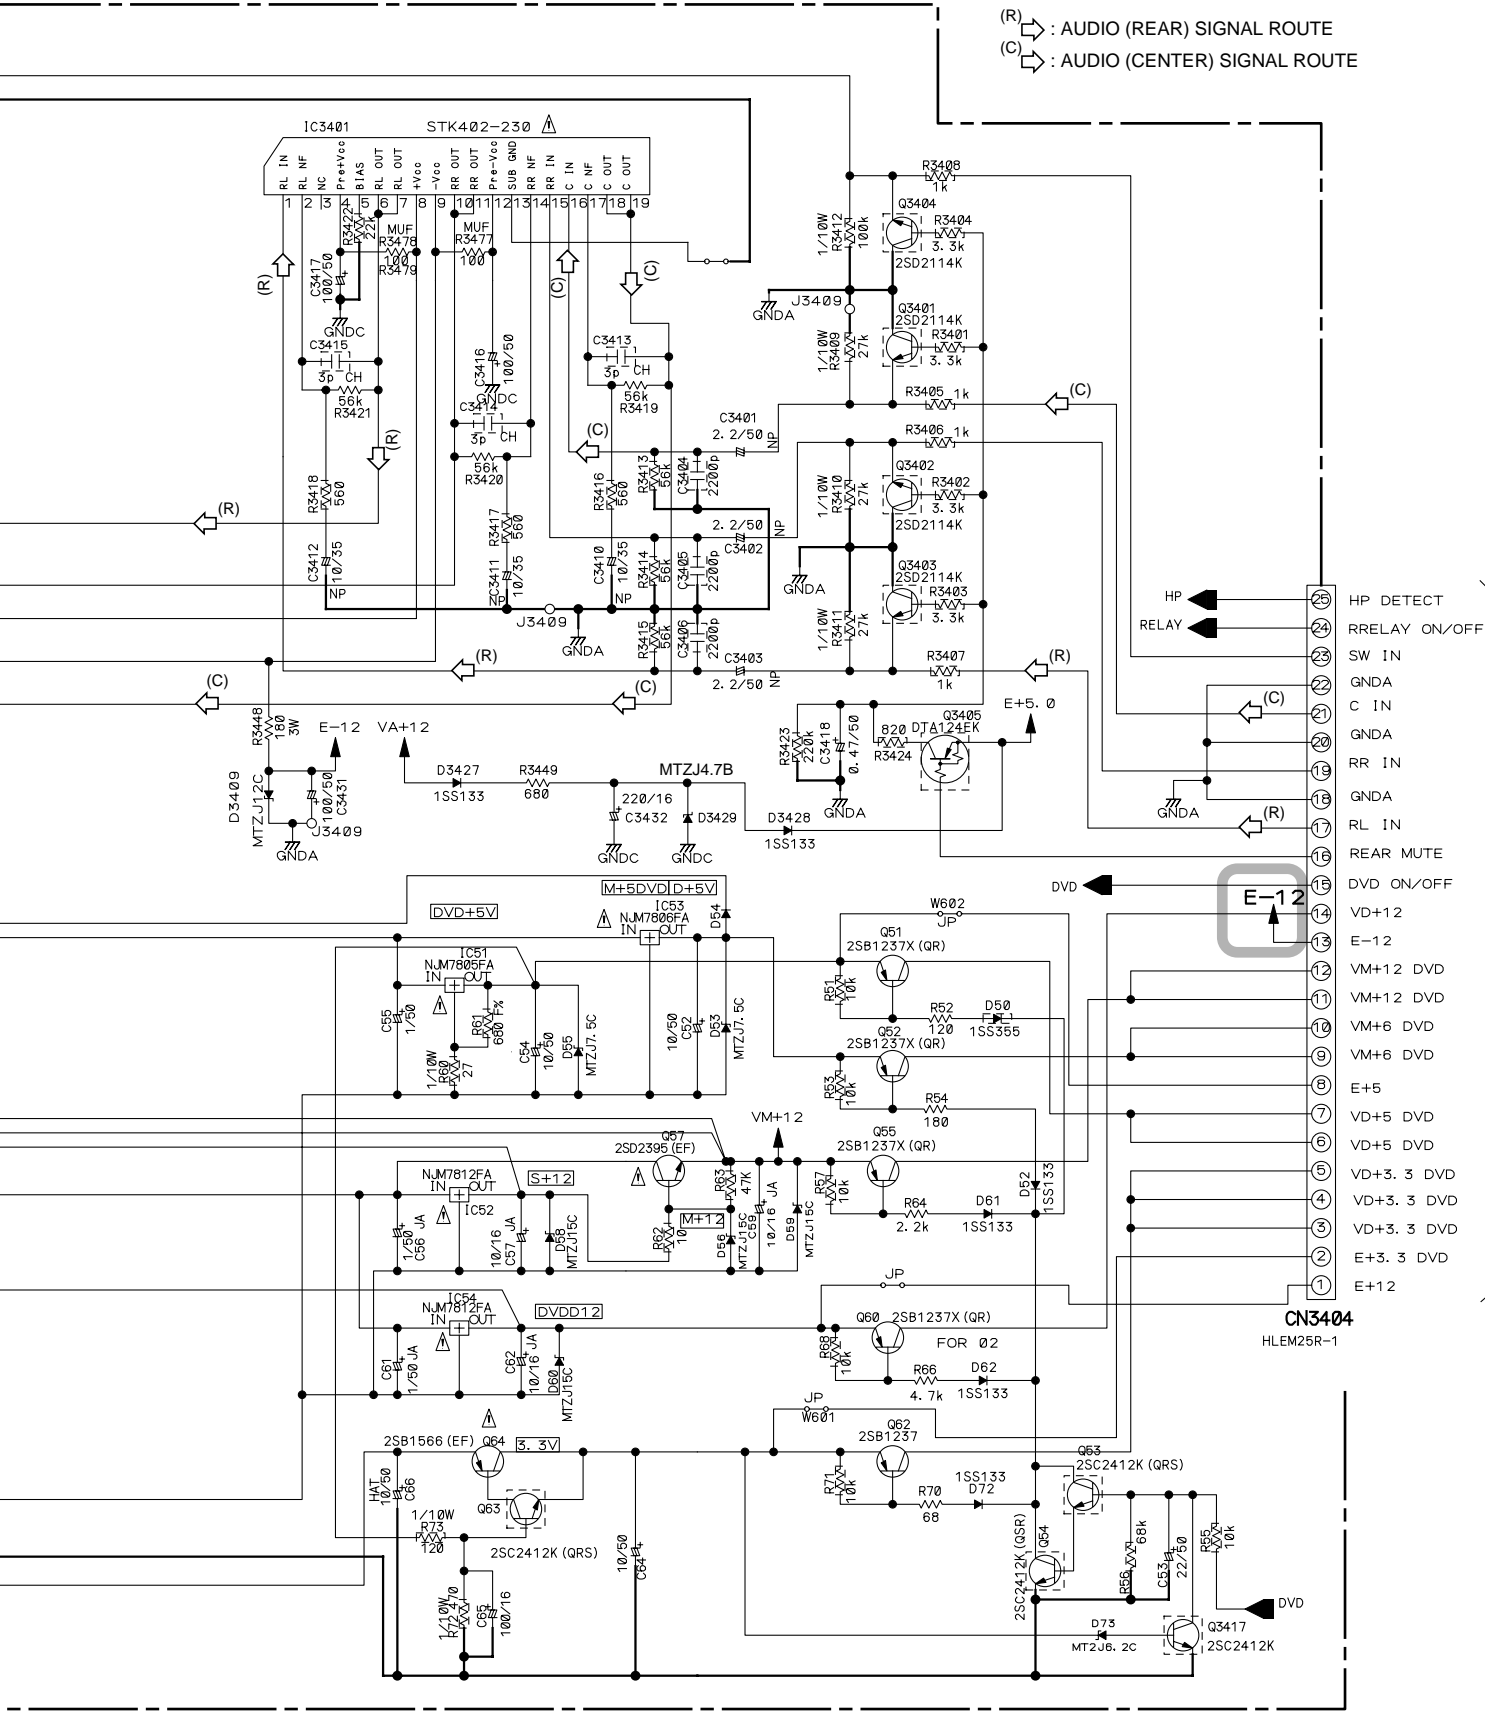 (R) : AUDIO (REAR) SIGNAL ROUTE
(C) : AUDIO (CENTER) SIGNAL ROUTE
IC3401
STK402-230
RL IN
RL NF
NC
Pre+Vcc
BIAS
RL OUT
RL OUT
+Vcc
-Vcc
RR OUT
RR OUT
Pre-Vcc
SUB GND
RR NF
RR IN
C IN
C NF
C OUT
C OUT
1 2 3 4 5 6 7 8 9 10 11 12 13 14 15 16 17 18 19
R3422
22k
MUF
R3478
100
R3479
MUF
R3477
100
C3417
100/50
(R)
(C)
(C)
GNDC
C3415
3p CH
56k
R3421
C3416
100/50
GNDC
C3414
3p CH
56k
R3420
C3413
3p CH
56k
R3419
(R)
(C)
C3401
2.2/50
NP
R3418
560
R3417
560
R3416
560
R3413
56k
C3404
2200p
(R)
C3412
10/35
NP
C3411
10/35
NP
C3410
10/35
NP
R3414
56k
C3405
2200p
2.2/50
C3402
NP
J3409
GNDA
R3415
56k
C3406
2200p
C3403
2.2/50
NP
(R)
(C)
(C)
R3408
1k
Q3404
2SD2114K
R3404
3.3k
1/10W
R3412
100k
J3409
GNDA
Q3401
2SD2114K
R3401
3.3k
1/10W
R3409
27k
R3405 1k
(C)
R3406 1k
Q3402
2SD2114K
R3402
3.3k
1/10W
R3410
27k
GNDA
Q3403
2SD2114K
R3403
3.3k
1/10W
R3411
27k
R3407
1k
(R)
HP
RELAY
25 HP DETECT
24 RRELAY ON/OFF
23 SW IN
22 GNDA
21 C IN
20 GNDA
19 RR IN
18 GNDA
17 RL IN
16 REAR MUTE
15 DVD ON/OFF
14 VD+12
13 E-12
12 VM+12 DVD
11 VM+12 DVD
10 VM+6 DVD
9 VM+6 DVD
8 E+5
7 VD+5 DVD
6 VD+5 DVD
5 VD+3.3 DVD
4 VD+3.3 DVD
3 VD+3.3 DVD
2 E+3.3 DVD
1 E+12
CN3404
HLEM25R-1
(C)
(R)
GNDA
DVD
E-12
R3448
180
3W
E-12
VA+12
D3409
MTZJ12C
100/50
C3431
J3409
GNDA
D3427
1SS133
R3449
680
220/16
C3432
GNDC
MTZJ4.7B
D3429
GNDC
D3428
1SS133
R3423
220k
C3418
0.47/50
GNDA
820
R3424
Q3405
DTA124EK
E+5.0
M+5DVD D+5V
DVD+5V
IC53
NJM7806FA
IN OUT
D54
IC51
NJM7805FA
IN OUT
C55
1/50
R61
680 F%
1/10W
R60
27
C54
10/50
D55
MTZJ7.5C
10/50
C52
D53
MTZJ7.5C
W602
JP
Q51
2SB1237X(QR)
R51
10k
R52
120
D50
1SS355
Q52
2SB1237X(QR)
R53
10k
R54
180
VM+12
Q57
2SD2395(EF)
Q55
2SB1237X(QR)
NJM7812FA
IN OUT
IC52
S+12
1/50
C56 JA
10/16
C57 JA
D58
MTZJ15C
R62
10
M+12
R63
47K
D56
MTZJ15C
C59
10/16 JA
D59
MTZJ15C
R57
10k
R64
2.2k
D61
1SS133
D52
1SS133
JP
IC54
NJM7812FA
IN OUT
DVDD12
C61
1/50 JA
C62
10/16 JA
D60
MTZJ15C
Q60 2SB1237X(QR)
FOR 02
R68
10k
R66
4.7k
D62
1SS133
JP
W601
2SB1566(EF) Q64
3.3V
HAT
10/50
C66
Q63
2SC2412K(QRS)
1/10W
R73
120
1/10W
R72 470
C65
100/16
10/50
C64
Q62
2SB1237
R71
10k
R70
68
1SS133
D72
Q53
2SC2412K(QRS)
2SC2412K(QSR)
Q54
R56
68k
C53
22/50
R55
10k
DVD
D73
MT2J6.2C
Q3417
2SC2412K